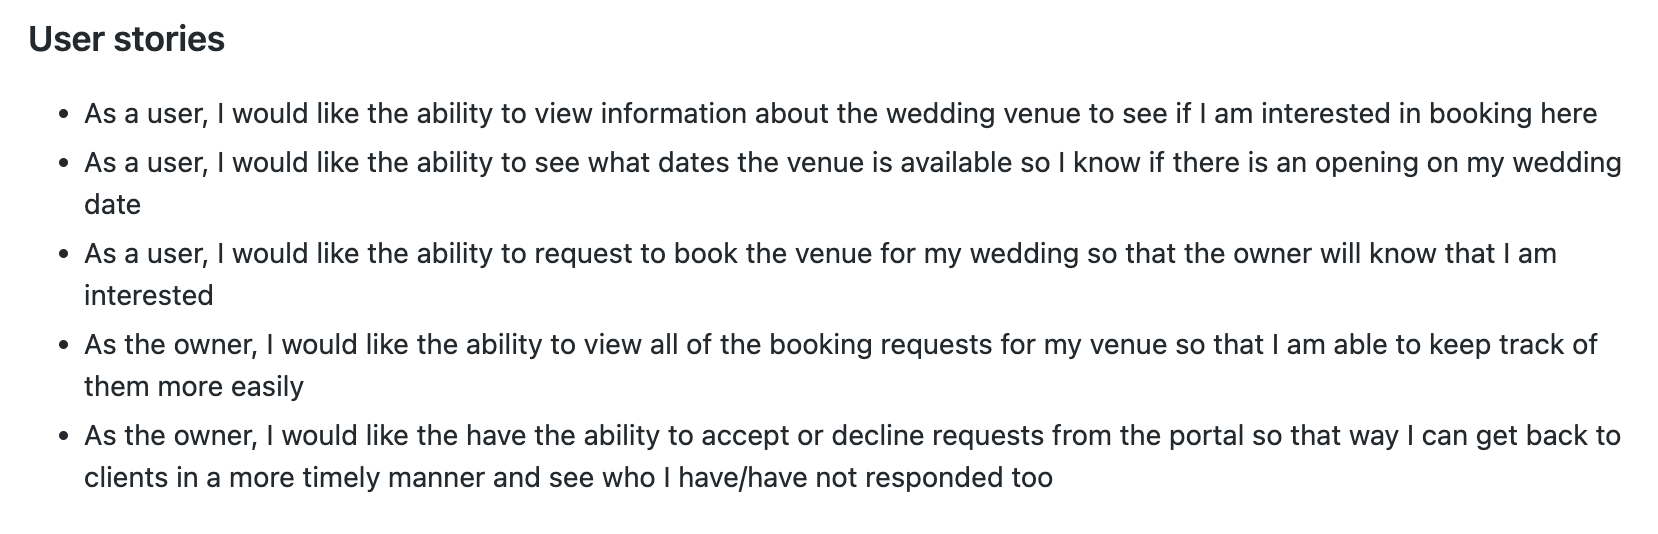 User stories
• As a user, I would like the ability to view information about the wedding venue to see if I am interested in booking here
• As a user, I would like the ability to see what dates the venue is available so I know if there is an opening on my wedding
date
• As a user, I would like the ability to request to book the venue for my wedding so that the owner will know that I am
interested
• As the owner, I would like the ability to view all of the booking requests for my venue so that I am able to keep track of
them more easily
• As the owner, I would like the have the ability to accept or decline requests from the portal so that way I can get back to
clients in a more timely manner and see who I have/have not responded too